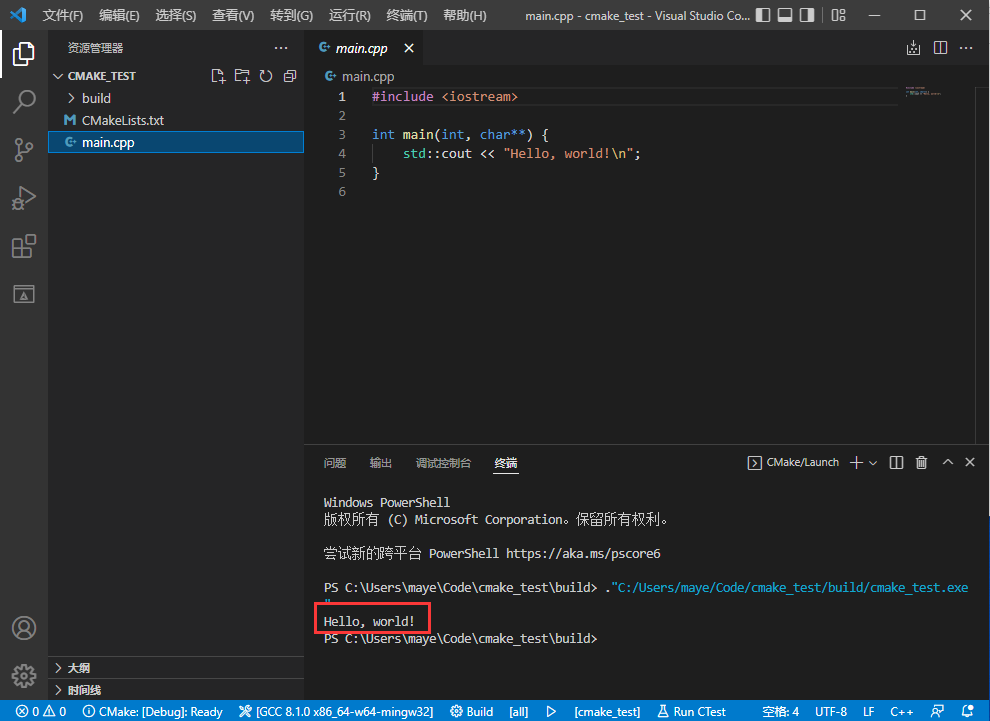 文件(F) 编辑(E) 选择(S) 查看(V) 转到(G) 运行(R) 终端(T) 帮助(H) main.cpp - cmake_test - Visual Studio Co...
资源管理器
CMAKE_TEST
build
CMakeLists.txt
main.cpp
大纲
时间线
main.cpp
main.cpp
1 #include <iostream>
2
3 int main(int, char**) {
4     std::cout << "Hello, world!\n";
5 }
6
问题 输出 调试控制台 终端 CMake/Launch
Windows PowerShell
版权所有 (C) Microsoft Corporation。保留所有权利。
尝试新的跨平台 PowerShell https://aka.ms/pscore6
PS C:\Users\maye\Code\cmake_test\build> ."C:/Users/maye/Code/cmake_test/build/cmake_test.exe
"
Hello, world!
PS C:\Users\maye\Code\cmake_test\build>
0 0 CMake: [Debug]: Ready [GCC 8.1.0 x86_64-w64-mingw32] Build [all] [cmake_test] Run CTest 空格: 4 UTF-8 LF C++